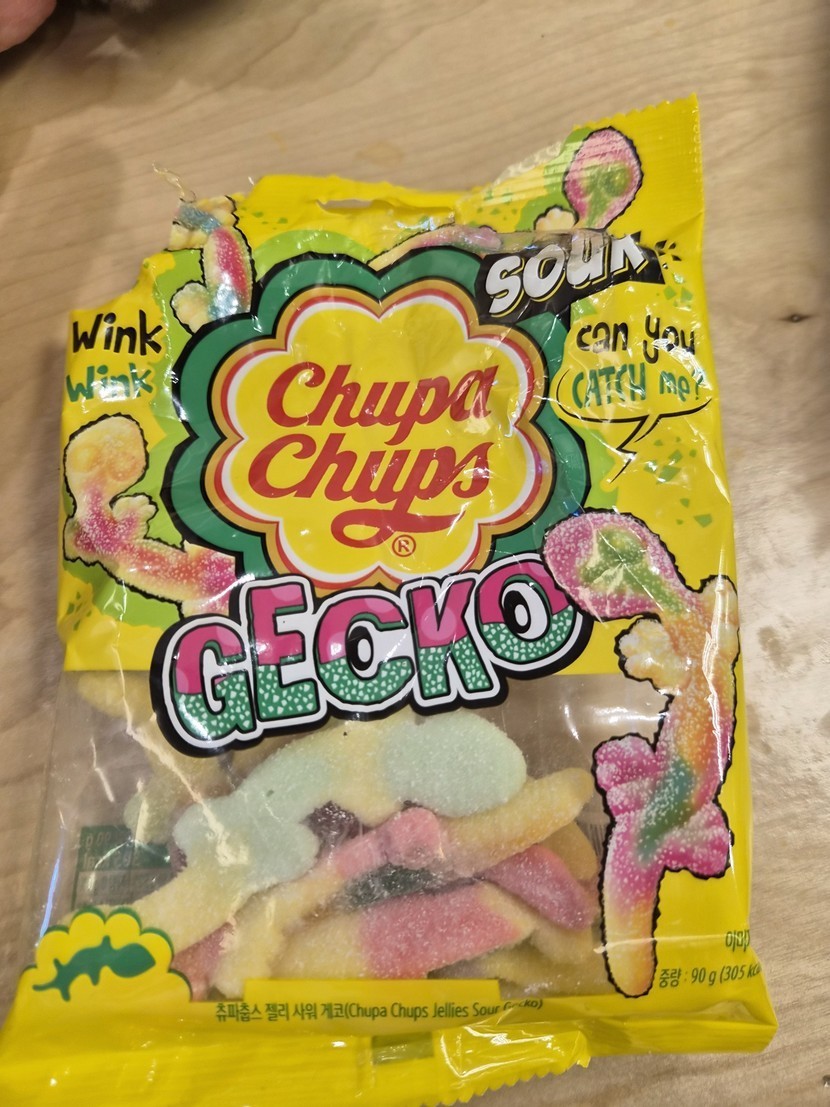 SOUR
Wink
Wink
can you
CATCH me?
Chupa
Chups
®
GECKO
중량 : 90 g (305 kc
츄파춥스 젤리 사워 게코(Chupa Chups Jellies Sour Gecko)